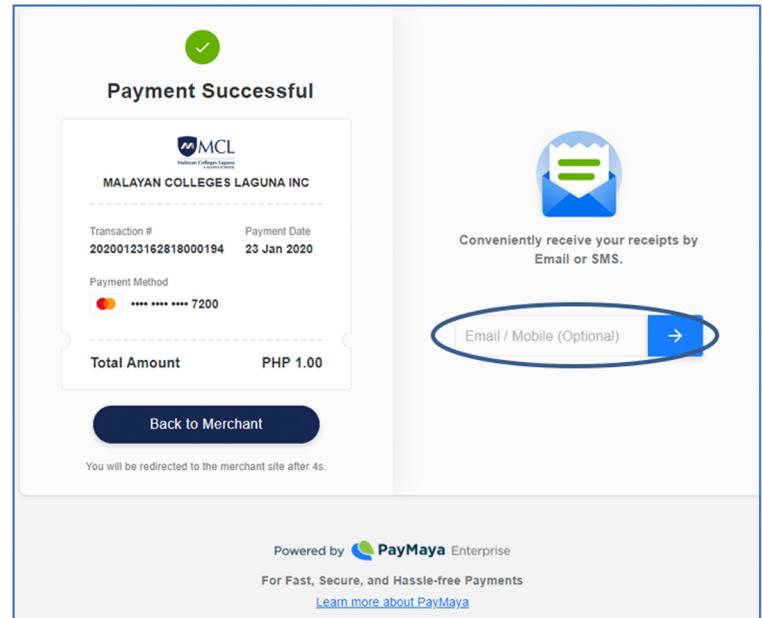 Payment Successful
MCL
Malayan Colleges Laguna
MALAYAN COLLEGES LAGUNA INC
Transaction #
Payment Date
20200123162818000194
23 Jan 2020
Payment Method
•••• •••• •••• 7200
Total Amount
PHP 1.00
Back to Merchant
You will be redirected to the merchant site after 4s.
Conveniently receive your receipts by
Email or SMS.
Email / Mobile (Optional)
Powered by PayMaya Enterprise
For Fast, Secure, and Hassle-free Payments
Learn more about PayMaya